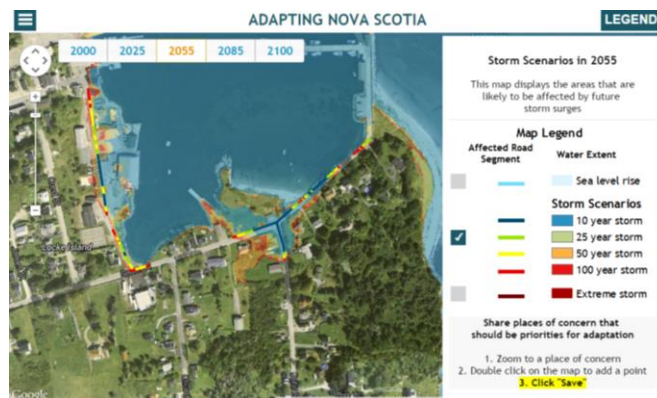 ADAPTING NOVA SCOTIA
LEGEND
2000 2025 2055 2085 2100
Locke Island
Google
Storm Scenarios in 2055
This map displays the areas that are
likely to be affected by future
storm surges
Map Legend
Affected Road
Segment
Water Extent
Sea level rise
Storm Scenarios
10 year storm
25 year storm
50 year storm
100 year storm
Extreme storm
Share places of concern that
should be priorities for adaptation
1. Zoom to a place of concern
2. Double click on the map to add a point
3. Click "Save"